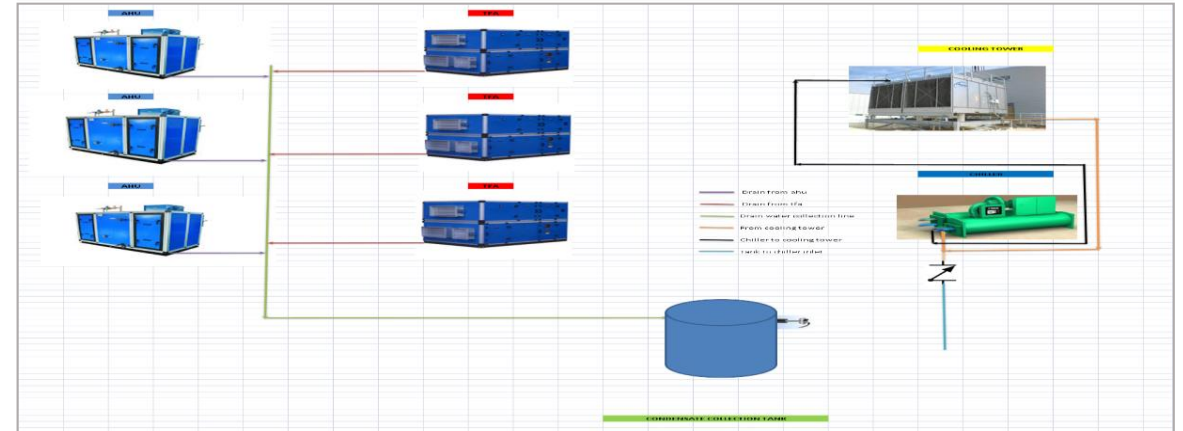 AHU
TFA
COOLING TOWER
AHU
TFA
CHILLER
AHU
TFA
Drain from ahu
Drain from tfa
Drain water collection line
From cooling tower
Chiller to cooling tower
Tank to chiller inlet
CONDENSATE COLLECTION TANK